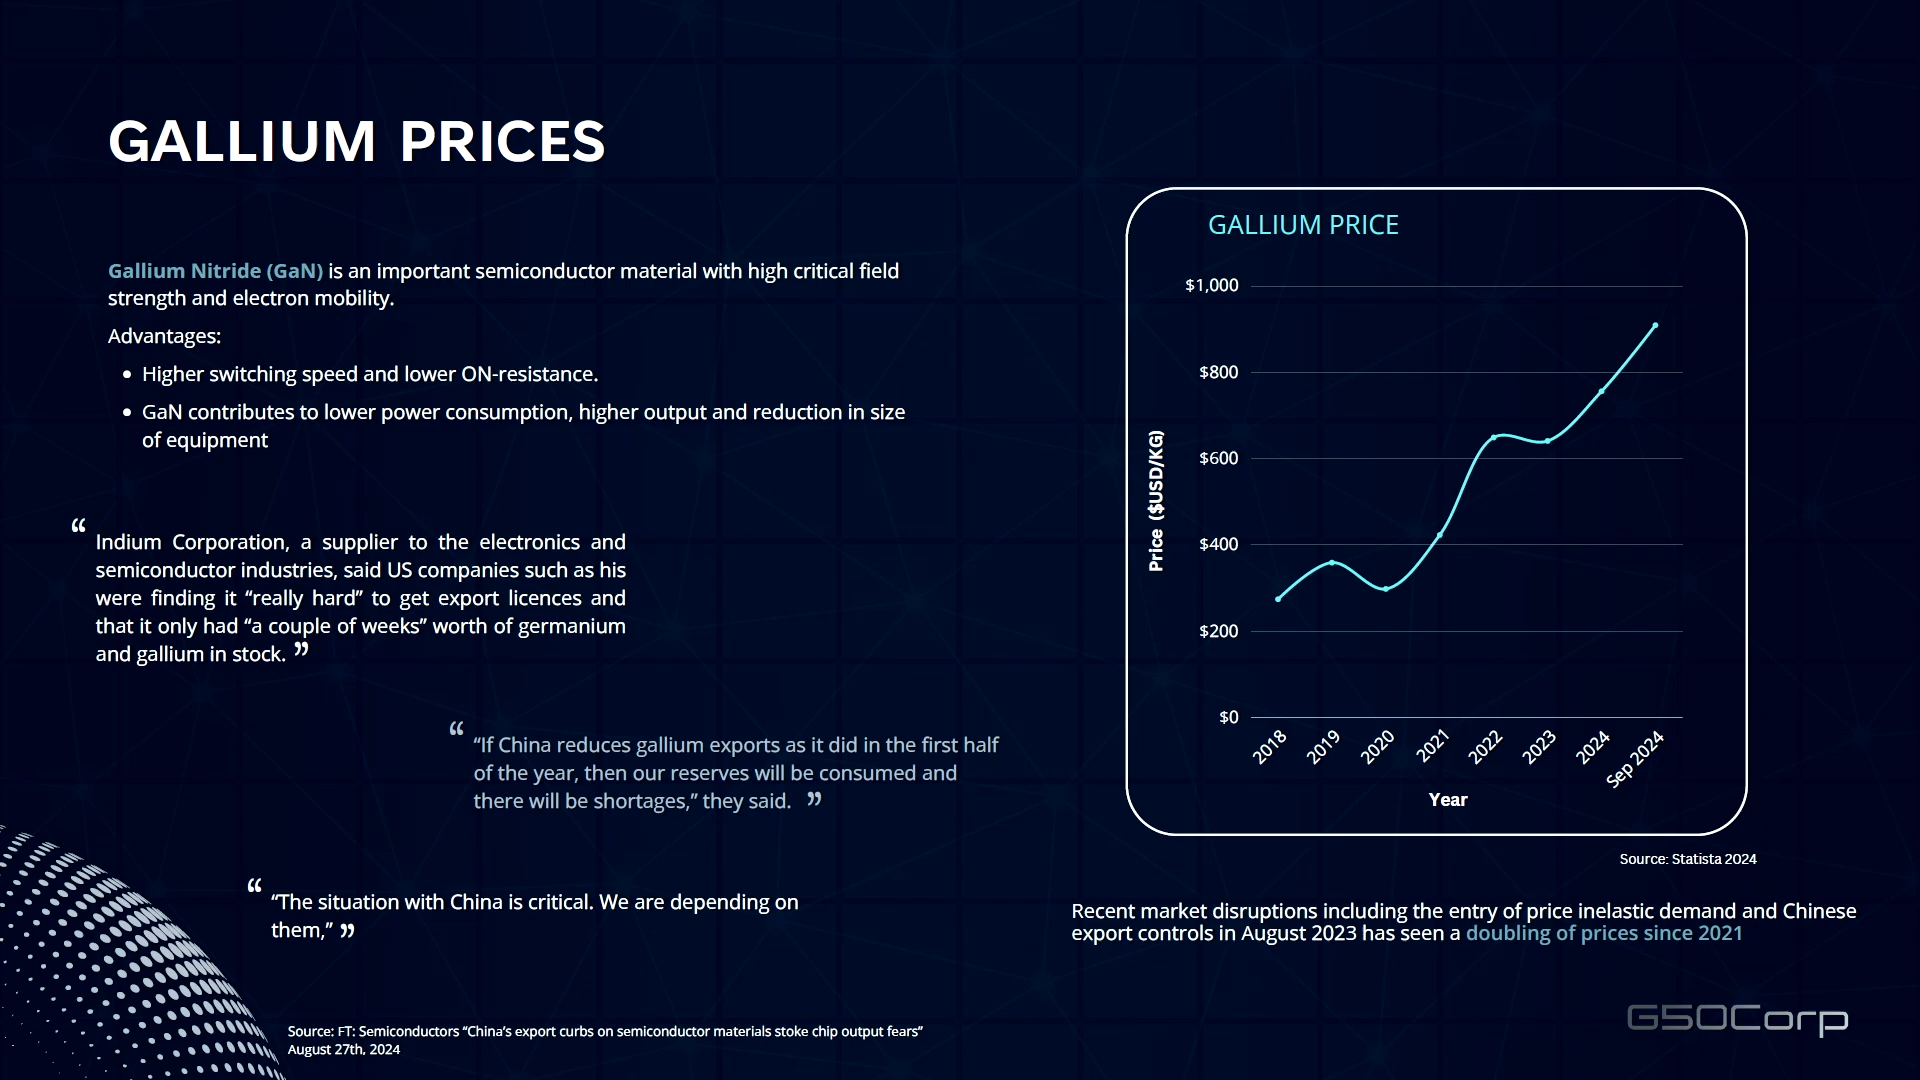 GALLIUM PRICES
Gallium Nitride (GaN) is an important semiconductor material with high critical field
strength and electron mobility.
Advantages:
• Higher switching speed and lower ON-resistance.
• GaN contributes to lower power consumption, higher output and reduction in size
of equipment
“
Indium Corporation, a supplier to the electronics and
semiconductor industries, said US companies such as his
were finding it “really hard” to get export licences and
that it only had “a couple of weeks” worth of germanium
and gallium in stock. ”
“
“If China reduces gallium exports as it did in the first half
of the year, then our reserves will be consumed and
there will be shortages,” they said. ”
“
“The situation with China is critical. We are depending on
them,” ”
Source: FT: Semiconductors “China’s export curbs on semiconductor materials stoke chip output fears”
August 27th, 2024
GALLIUM PRICE
Price ($USD/KG)
$1,000
$800
$600
$400
$200
$0
2018 2019 2020 2021 2022 2023 2024 Sep 2024
Year
Source: Statista 2024
Recent market disruptions including the entry of price inelastic demand and Chinese
export controls in August 2023 has seen a doubling of prices since 2021
G50Corp